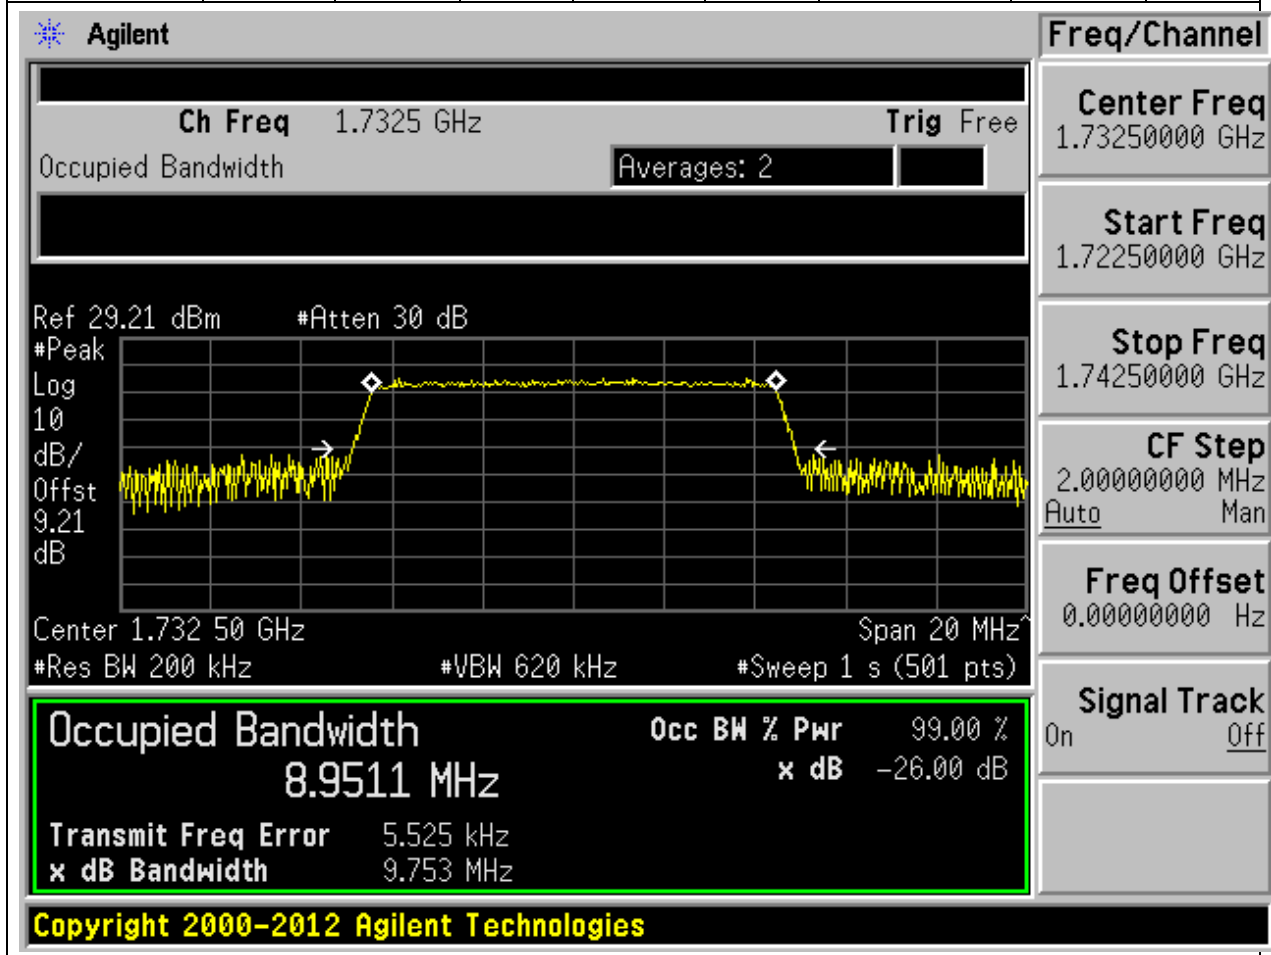 Agilent
Freq/Channel
Ch Freq 1.7325 GHz Trig Free
Occupied Bandwidth Averages: 2
Center Freq
1.73250000 GHz
Start Freq
1.72250000 GHz
Stop Freq
1.74250000 GHz
CF Step
2.00000000 MHz
Auto Man
Freq Offset
0.00000000 Hz
Signal Track
On Off
Ref 29.21 dBm #Atten 30 dB
#Peak
Log
10
dB/
Offst
9.21
dB
Center 1.732 50 GHz Span 20 MHz^
#Res BW 200 kHz #VBW 620 kHz #Sweep 1 s (501 pts)
Occupied Bandwidth Occ BW % Pwr 99.00 %
8.9511 MHz x dB -26.00 dB
Transmit Freq Error 5.525 kHz
x dB Bandwidth 9.753 MHz
Copyright 2000-2012 Agilent Technologies